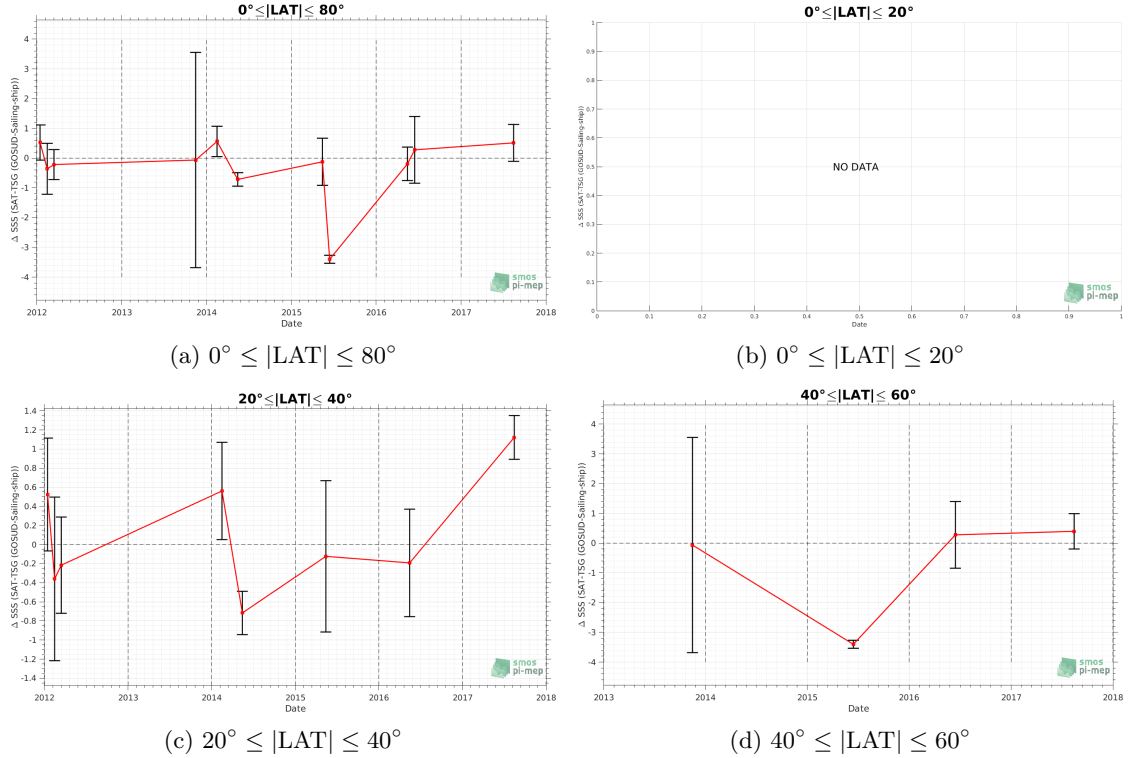 0°≤|LAT|≤ 80°
4
3
2
1
0
-1
-2
-3
-4
Δ SSS (SAT-TSG (GOSUD-Sailing-ship))
2012 2013 2014 2015 2016 2017 2018
Date
smos
pi-mep
(a) 0° ≤ |LAT| ≤ 80°
0°≤|LAT|≤ 20°
1
0.9
0.8
0.7
0.6
0.5
0.4
0.3
0.2
0.1
0
Δ SSS (SAT-TSG (GOSUD-Sailing-ship))
NO DATA
0 0.1 0.2 0.3 0.4 0.5 0.6 0.7 0.8 0.9 1
Date
smos
pi-mep
(b) 0° ≤ |LAT| ≤ 20°
20°≤|LAT|≤ 40°
1.4
1.2
1
0.8
0.6
0.4
0.2
0
-0.2
-0.4
-0.6
-0.8
-1
-1.2
-1.4
Δ SSS (SAT-TSG (GOSUD-Sailing-ship))
2012 2013 2014 2015 2016 2017 2018
Date
smos
pi-mep
(c) 20° ≤ |LAT| ≤ 40°
40°≤|LAT|≤ 60°
4
3
2
1
0
-1
-2
-3
-4
Δ SSS (SAT-TSG (GOSUD-Sailing-ship))
2013 2014 2015 2016 2017 2018
Date
smos
pi-mep
(d) 40° ≤ |LAT| ≤ 60°